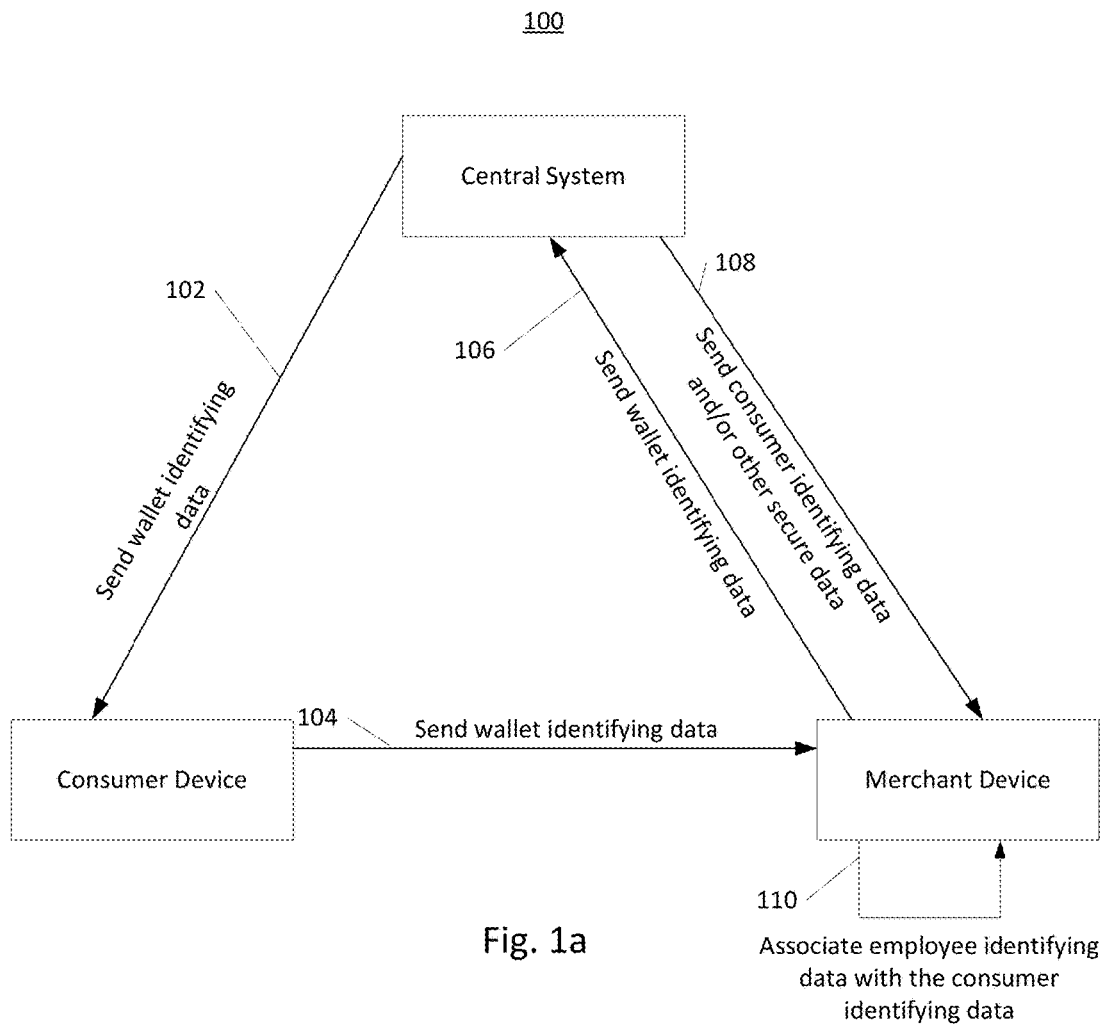 100
Central System
102
108
106
Send wallet identifying
data
Send wallet identifying data
Send consumer identifying data
and/or other secure data
104
Send wallet identifying data
Consumer Device
Merchant Device
110
Fig. 1a
Associate employee identifying
data with the consumer
identifying data